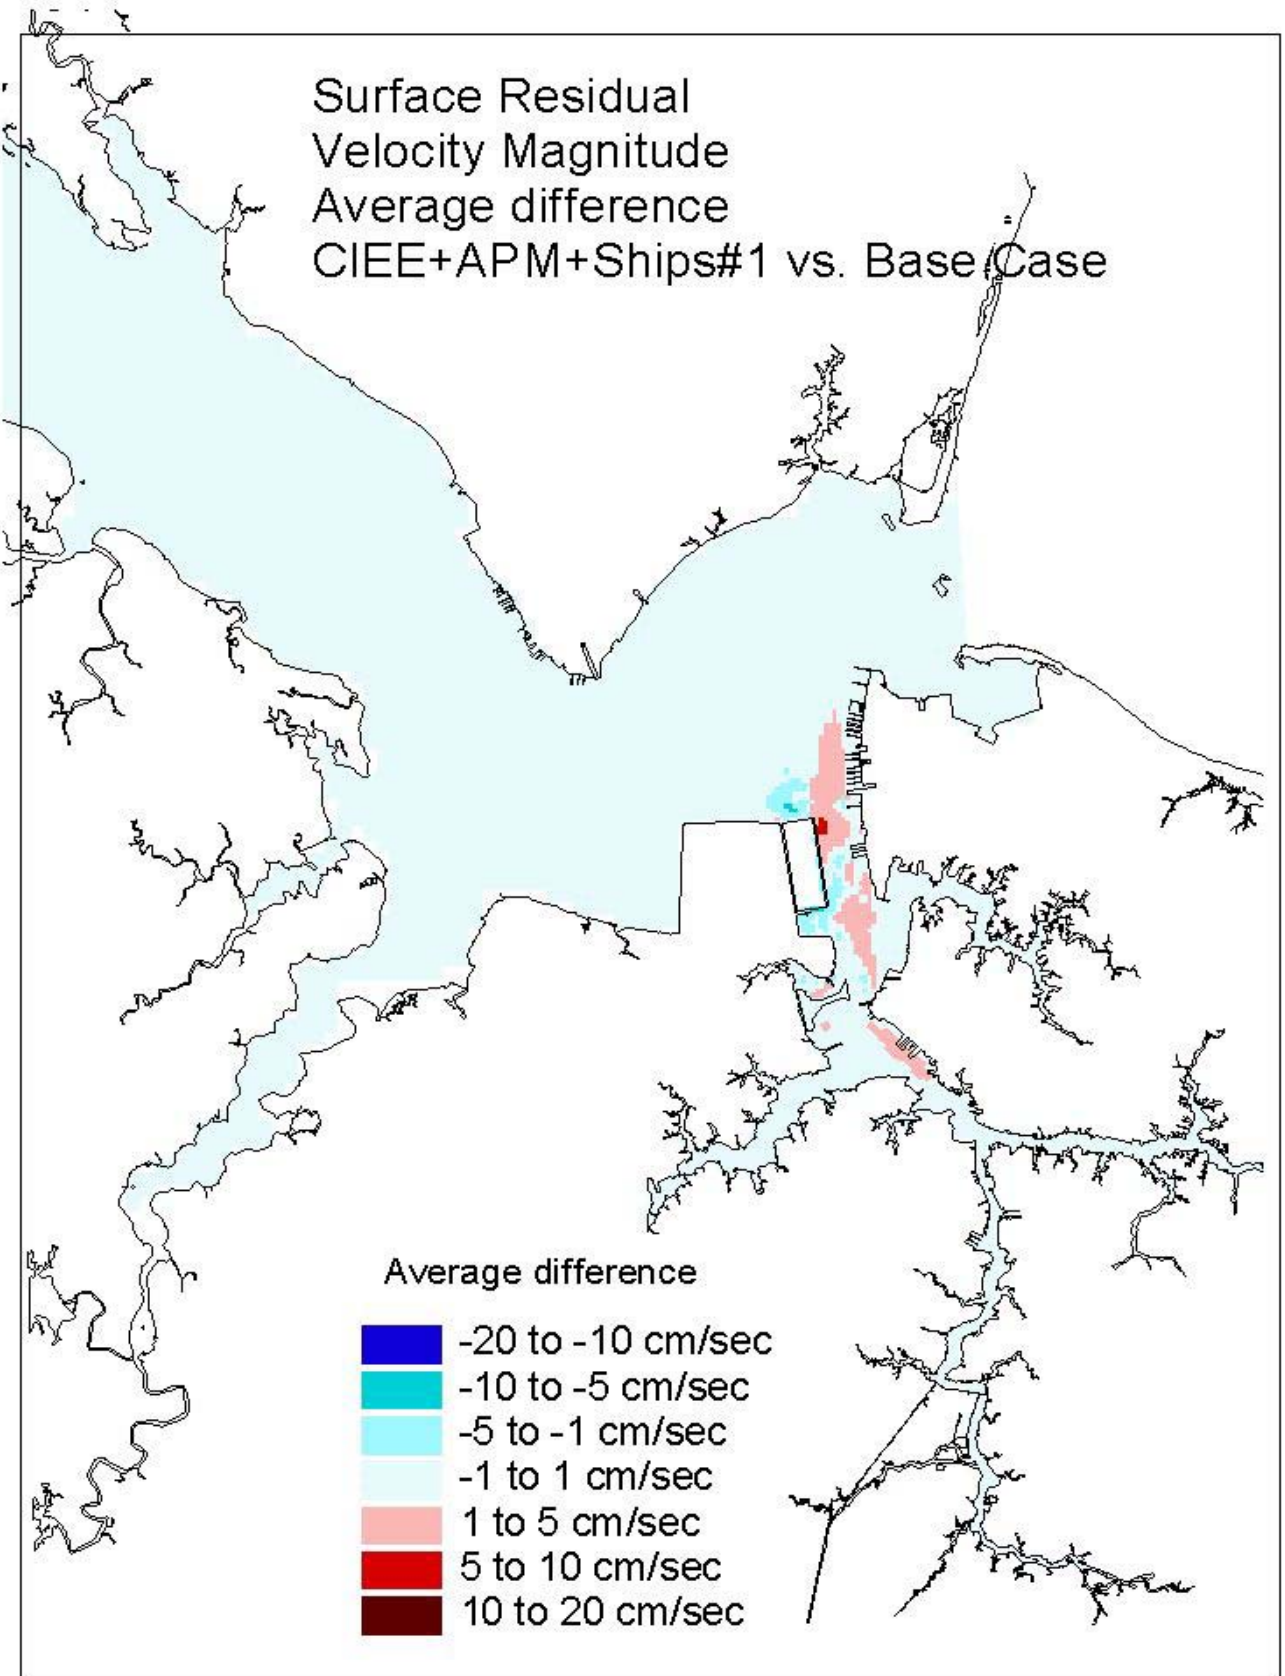 Surface Residual
Velocity Magnitude
Average difference
CIEE+APM+Ships#1 vs. Base Case
Average difference
-20 to -10 cm/sec
-10 to -5 cm/sec
-5 to -1 cm/sec
-1 to 1 cm/sec
1 to 5 cm/sec
5 to 10 cm/sec
10 to 20 cm/sec